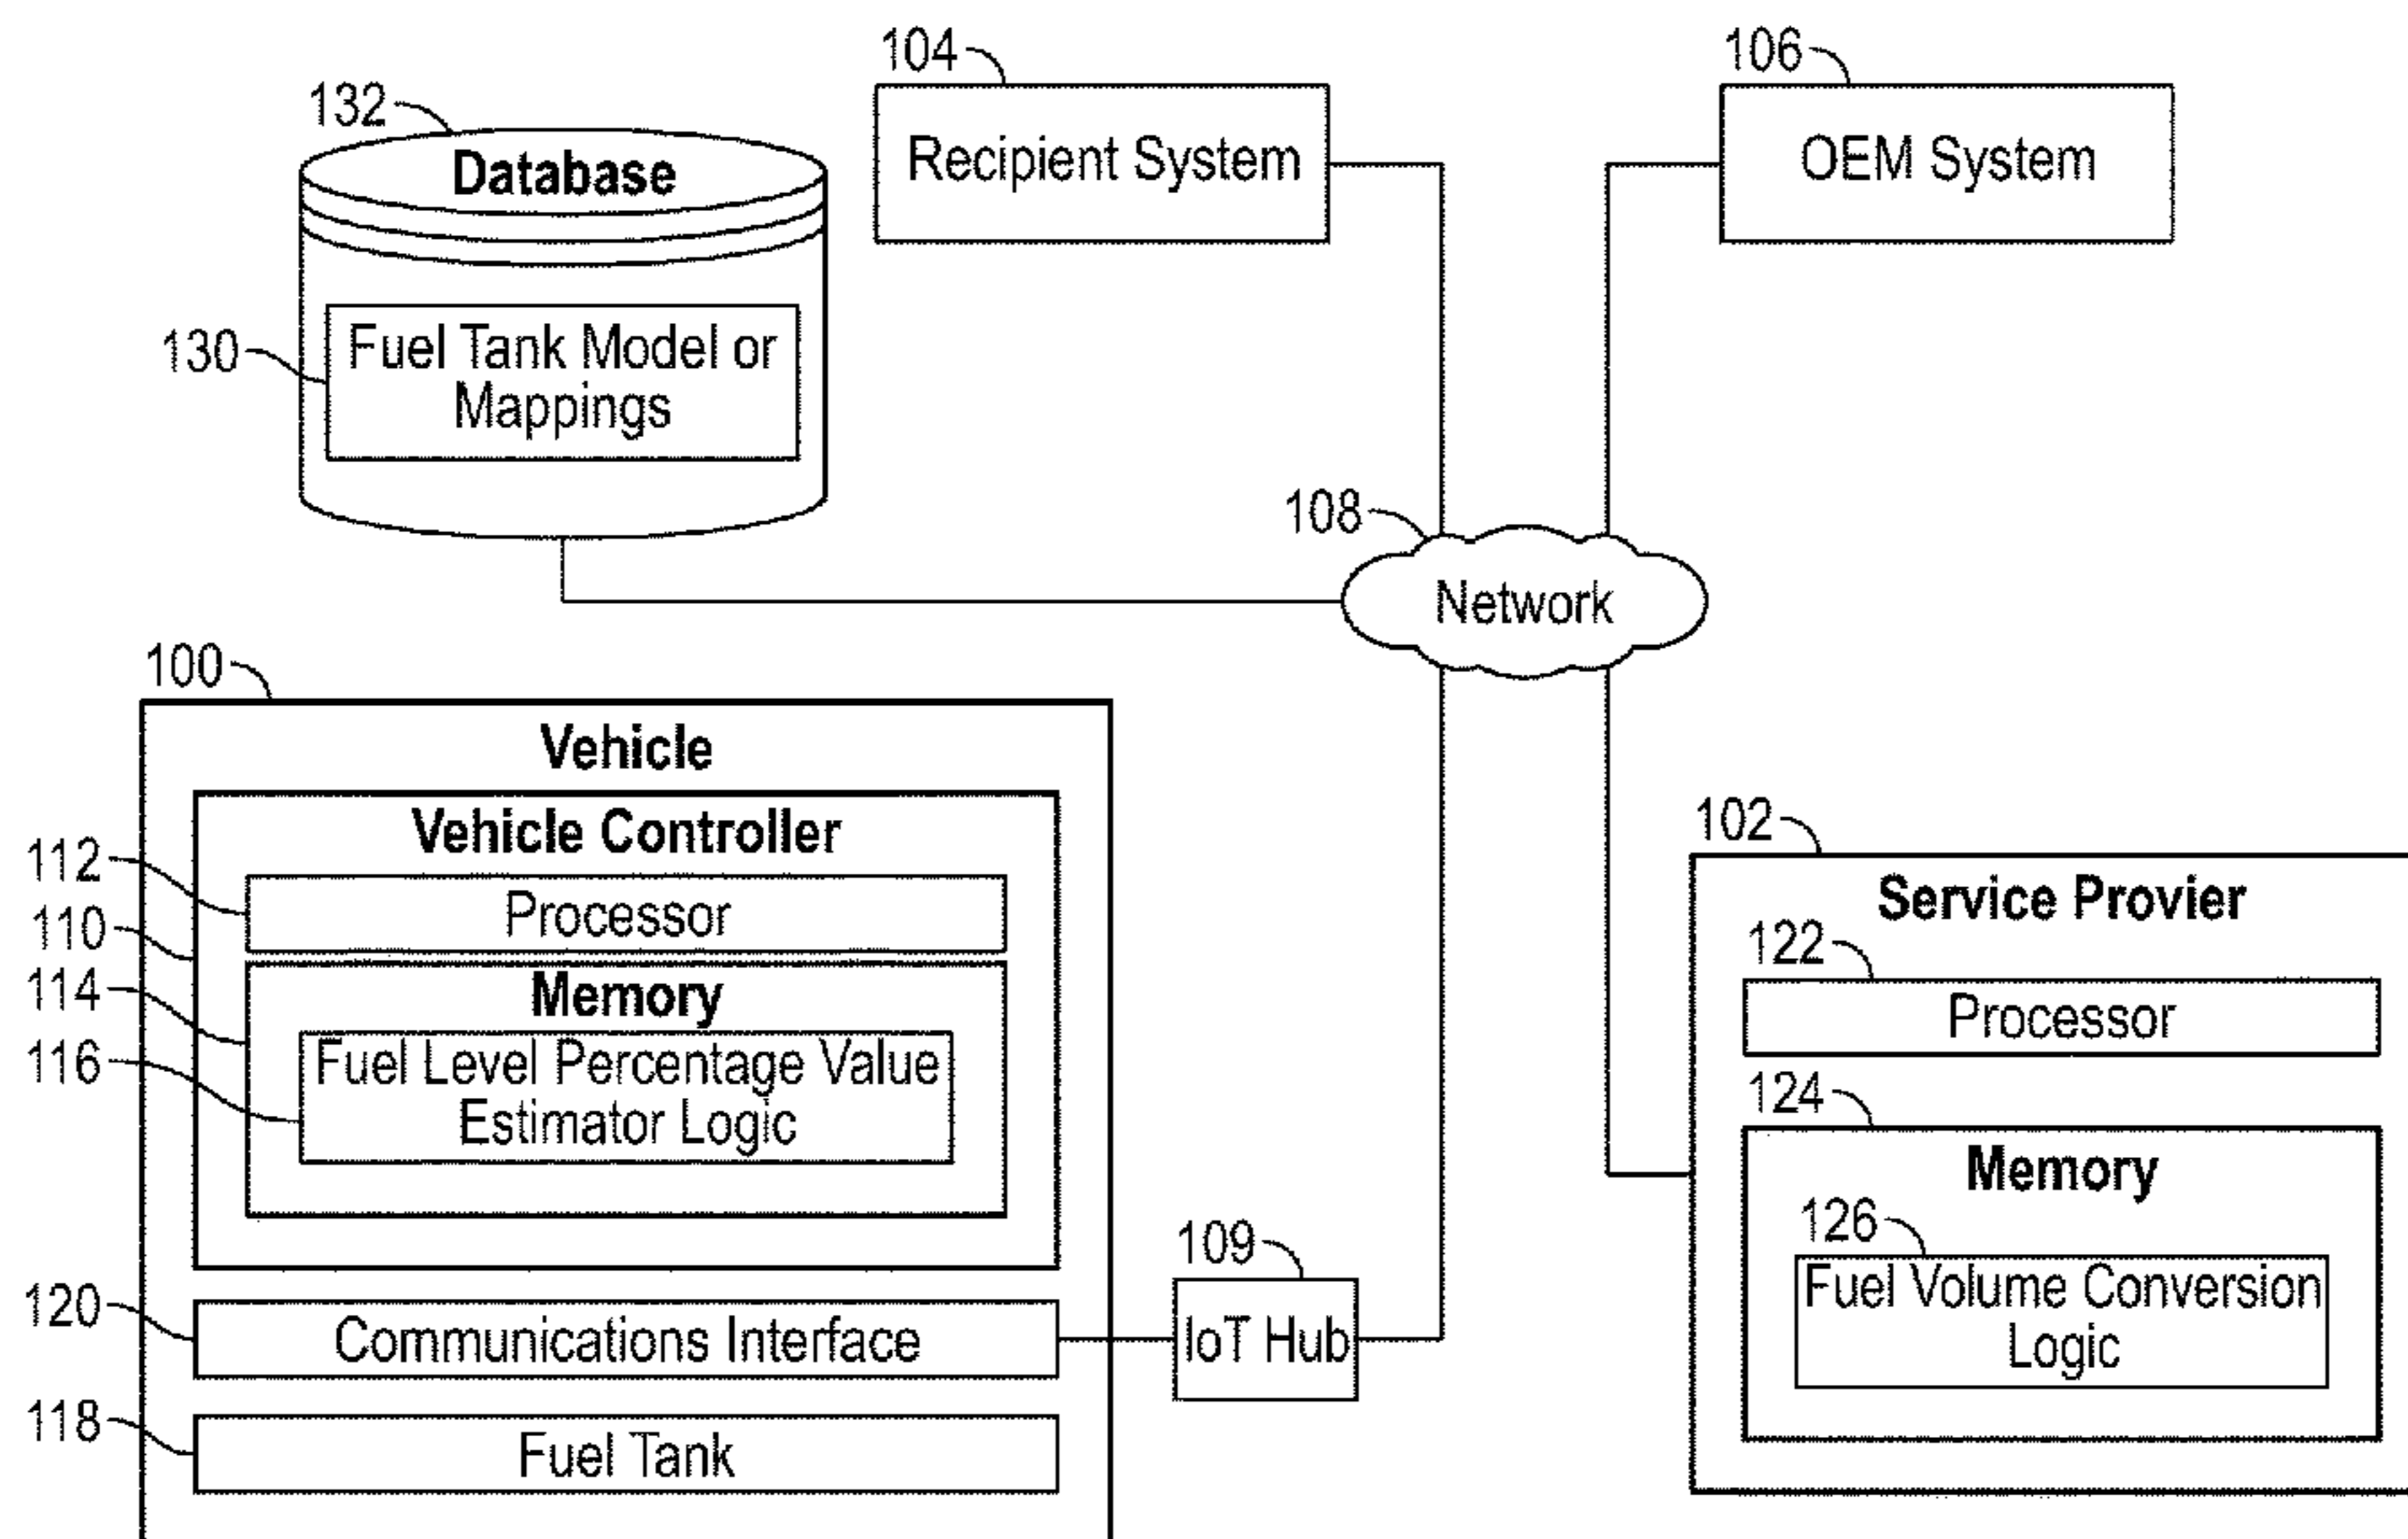 104
106
132
Database
Recipient System
OEM System
130
Fuel Tank Model or
Mappings
108
Network
100
Vehicle
Vehicle Controller
112
Processor
110
114
Memory
116
Fuel Level Percentage Value
Estimator Logic
120
Communications Interface
118
Fuel Tank
109
IoT Hub
102
Service Provier
122
Processor
124
Memory
126
Fuel Volume Conversion
Logic